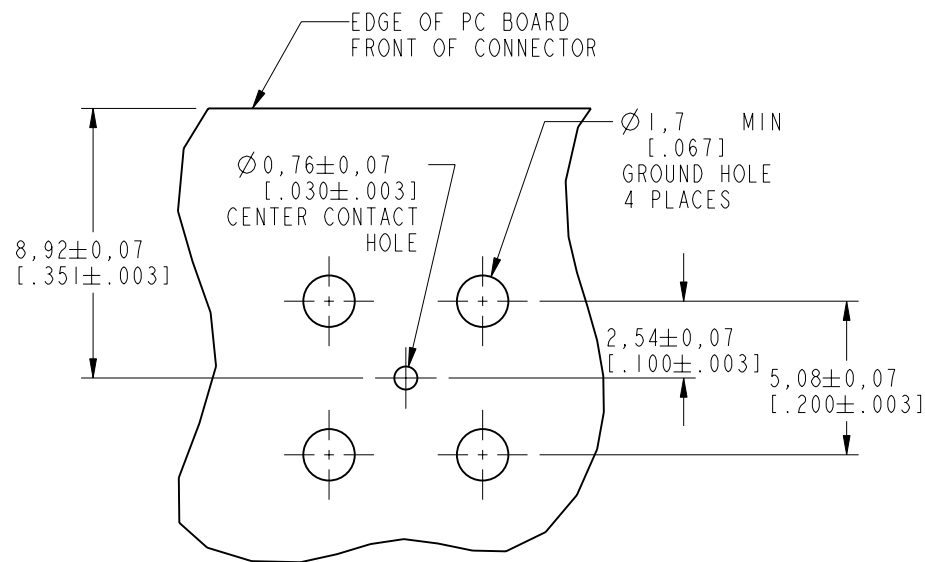 EDGE OF PC BOARD
FRONT OF CONNECTOR
Ø 1,7 MIN
[.067]
GROUND HOLE
4 PLACES
Ø 0,76±0,07
[.030±.003]
CENTER CONTACT
HOLE
8,92±0,07
[.351±.003]
2,54±0,07
[.100±.003]
5,08±0,07
[.200±.003]